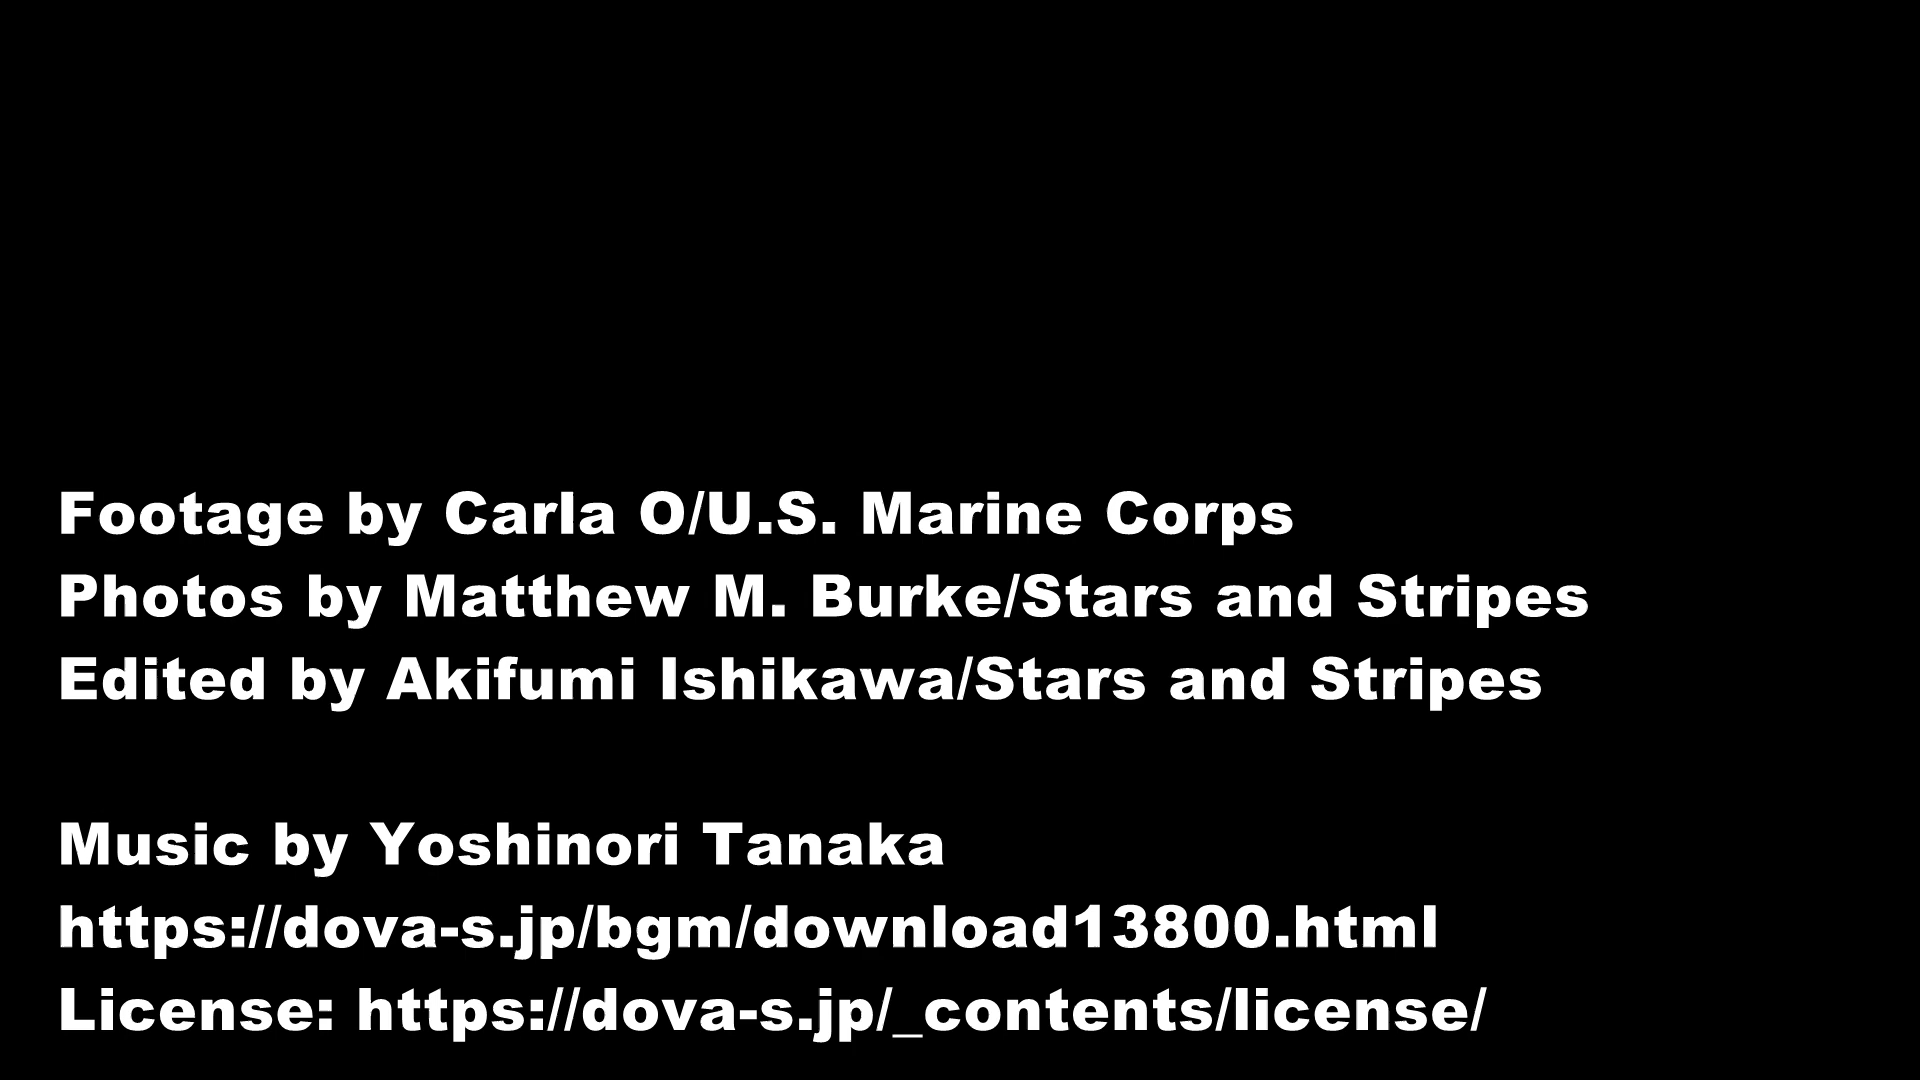 Footage by Carla O/U.S. Marine Corps
Photos by Matthew M. Burke/Stars and Stripes
Edited by Akifumi Ishikawa/Stars and Stripes
Music by Yoshinori Tanaka
https://dova-s.jp/bgm/download13800.html
License: https://dova-s.jp/_contents/license/